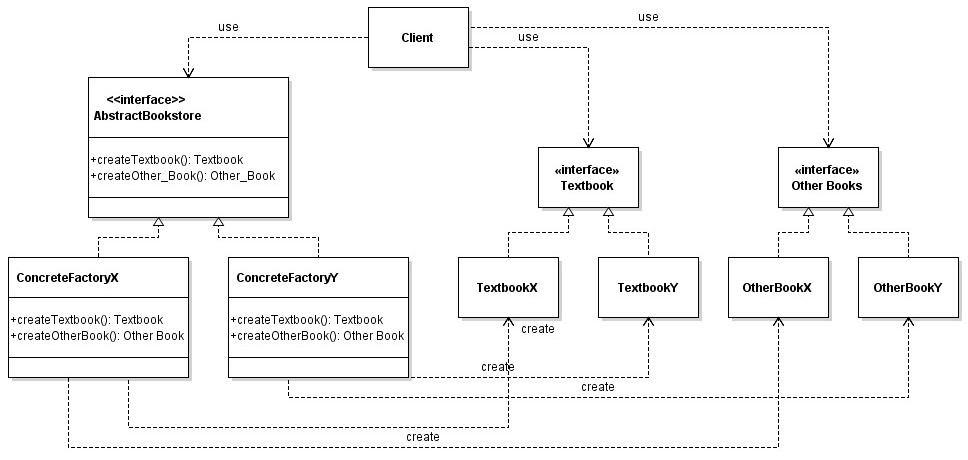 use
Client
use
use
<<interface>>
AbstractBookstore
+createTextbook(): Textbook
+createOther_Book(): Other_Book
«interface»
Textbook
«interface»
Other Books
ConcreteFactoryX
+createTextbook(): Textbook
+createOtherBook(): Other Book
ConcreteFactoryY
+createTextbook(): Textbook
+createOtherBook(): Other Book
TextbookX
TextbookY
OtherBookX
OtherBookY
create
create
create
create